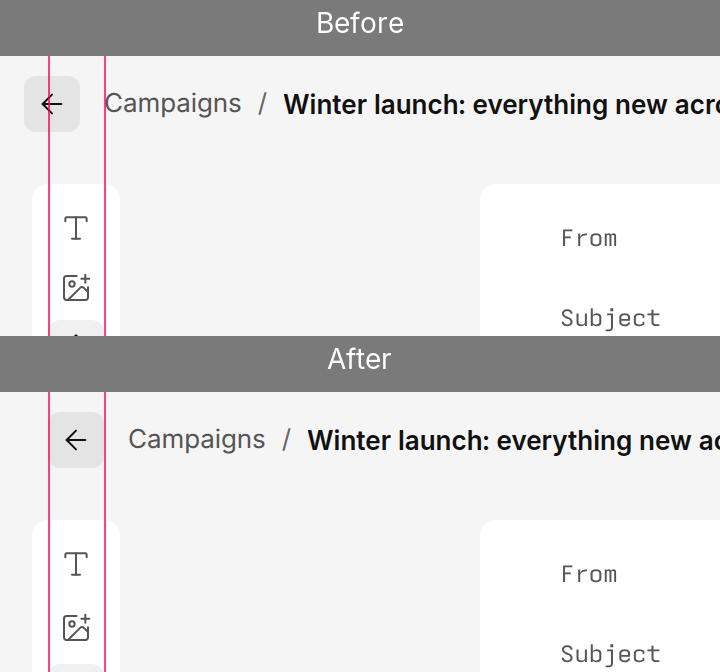 Before
Campaigns / Winter launch: everything new acro
From
Subject
After
Campaigns / Winter launch: everything new ac
From
Subject